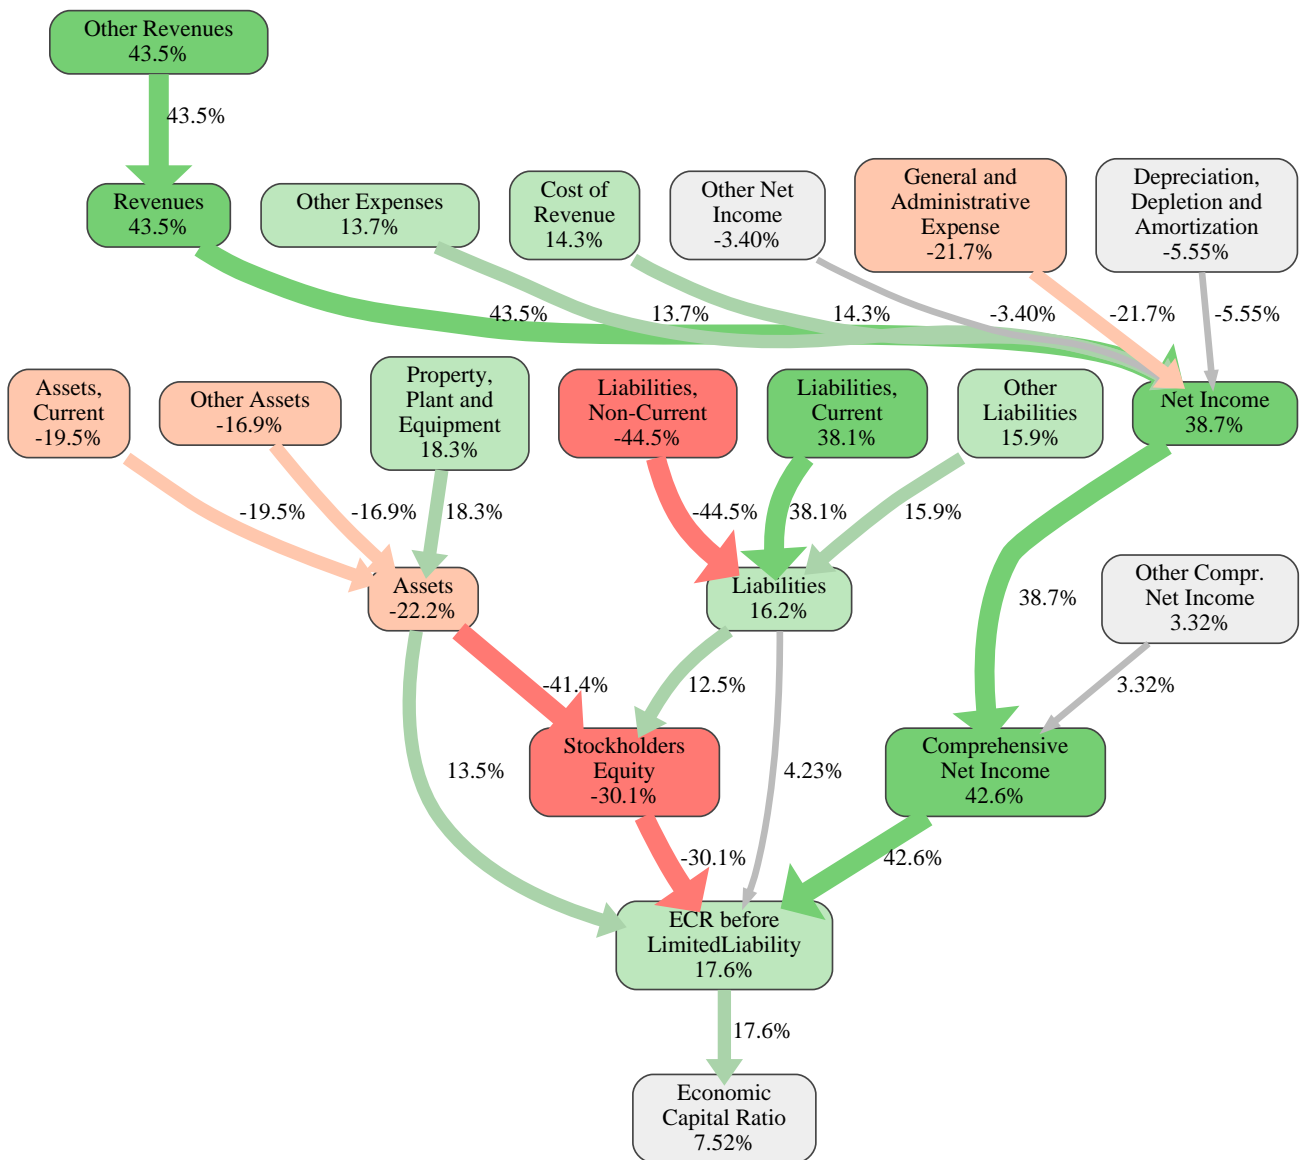 Other Revenues
43.5%
43.5%
Revenues
43.5%
Other Expenses
13.7%
Cost of
Revenue
14.3%
Other Net
Income
-3.40%
General and
Administrative
Expense
-21.7%
Depreciation,
Depletion and
Amortization
-5.55%
43.5%
13.7%
14.3%
-3.40%
-21.7%
-5.55%
Assets,
Current
-19.5%
Other Assets
-16.9%
Property,
Plant and
Equipment
18.3%
Liabilities,
Non-Current
-44.5%
Liabilities,
Current
38.1%
Other
Liabilities
15.9%
Net Income
38.7%
-19.5%
-16.9%
18.3%
-44.5%
38.1%
15.9%
Assets
-22.2%
Liabilities
16.2%
38.7%
Other Compr.
Net Income
3.32%
-41.4%
12.5%
3.32%
13.5%
Stockholders
Equity
-30.1%
4.23%
Comprehensive
Net Income
42.6%
-30.1%
42.6%
ECR before
LimitedLiability
17.6%
17.6%
Economic
Capital Ratio
7.52%